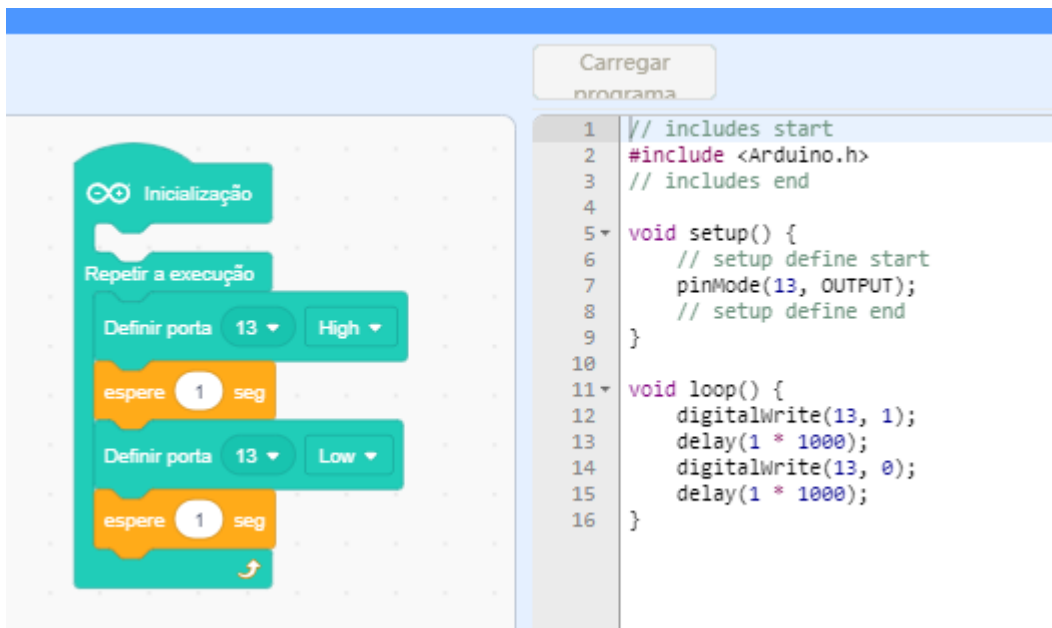 Carregar
programa
Inicialização
Repetir a execução
Definir porta 13 High
espere 1 seg
Definir porta 13 Low
espere 1 seg
1 // includes start
2 #include <Arduino.h>
3 // includes end
4
5 void setup() {
6 // setup define start
7 pinMode(13, OUTPUT);
8 // setup define end
9 }
10
11 void loop() {
12 digitalWrite(13, 1);
13 delay(1 * 1000);
14 digitalWrite(13, 0);
15 delay(1 * 1000);
16 }